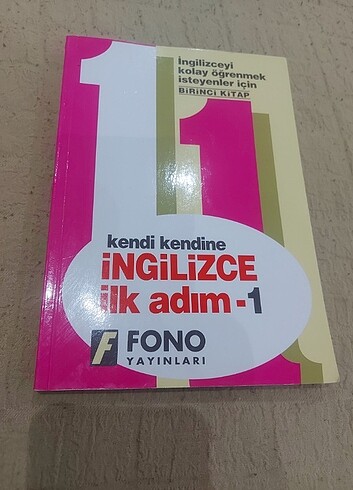 İngilizceyi
kolay öğrenmek
isteyenler için
BİRİNCİ KİTAP
11
kendi kendine
İNGİLİZCE
ilk adım -1
F FONO
YAYINLARI